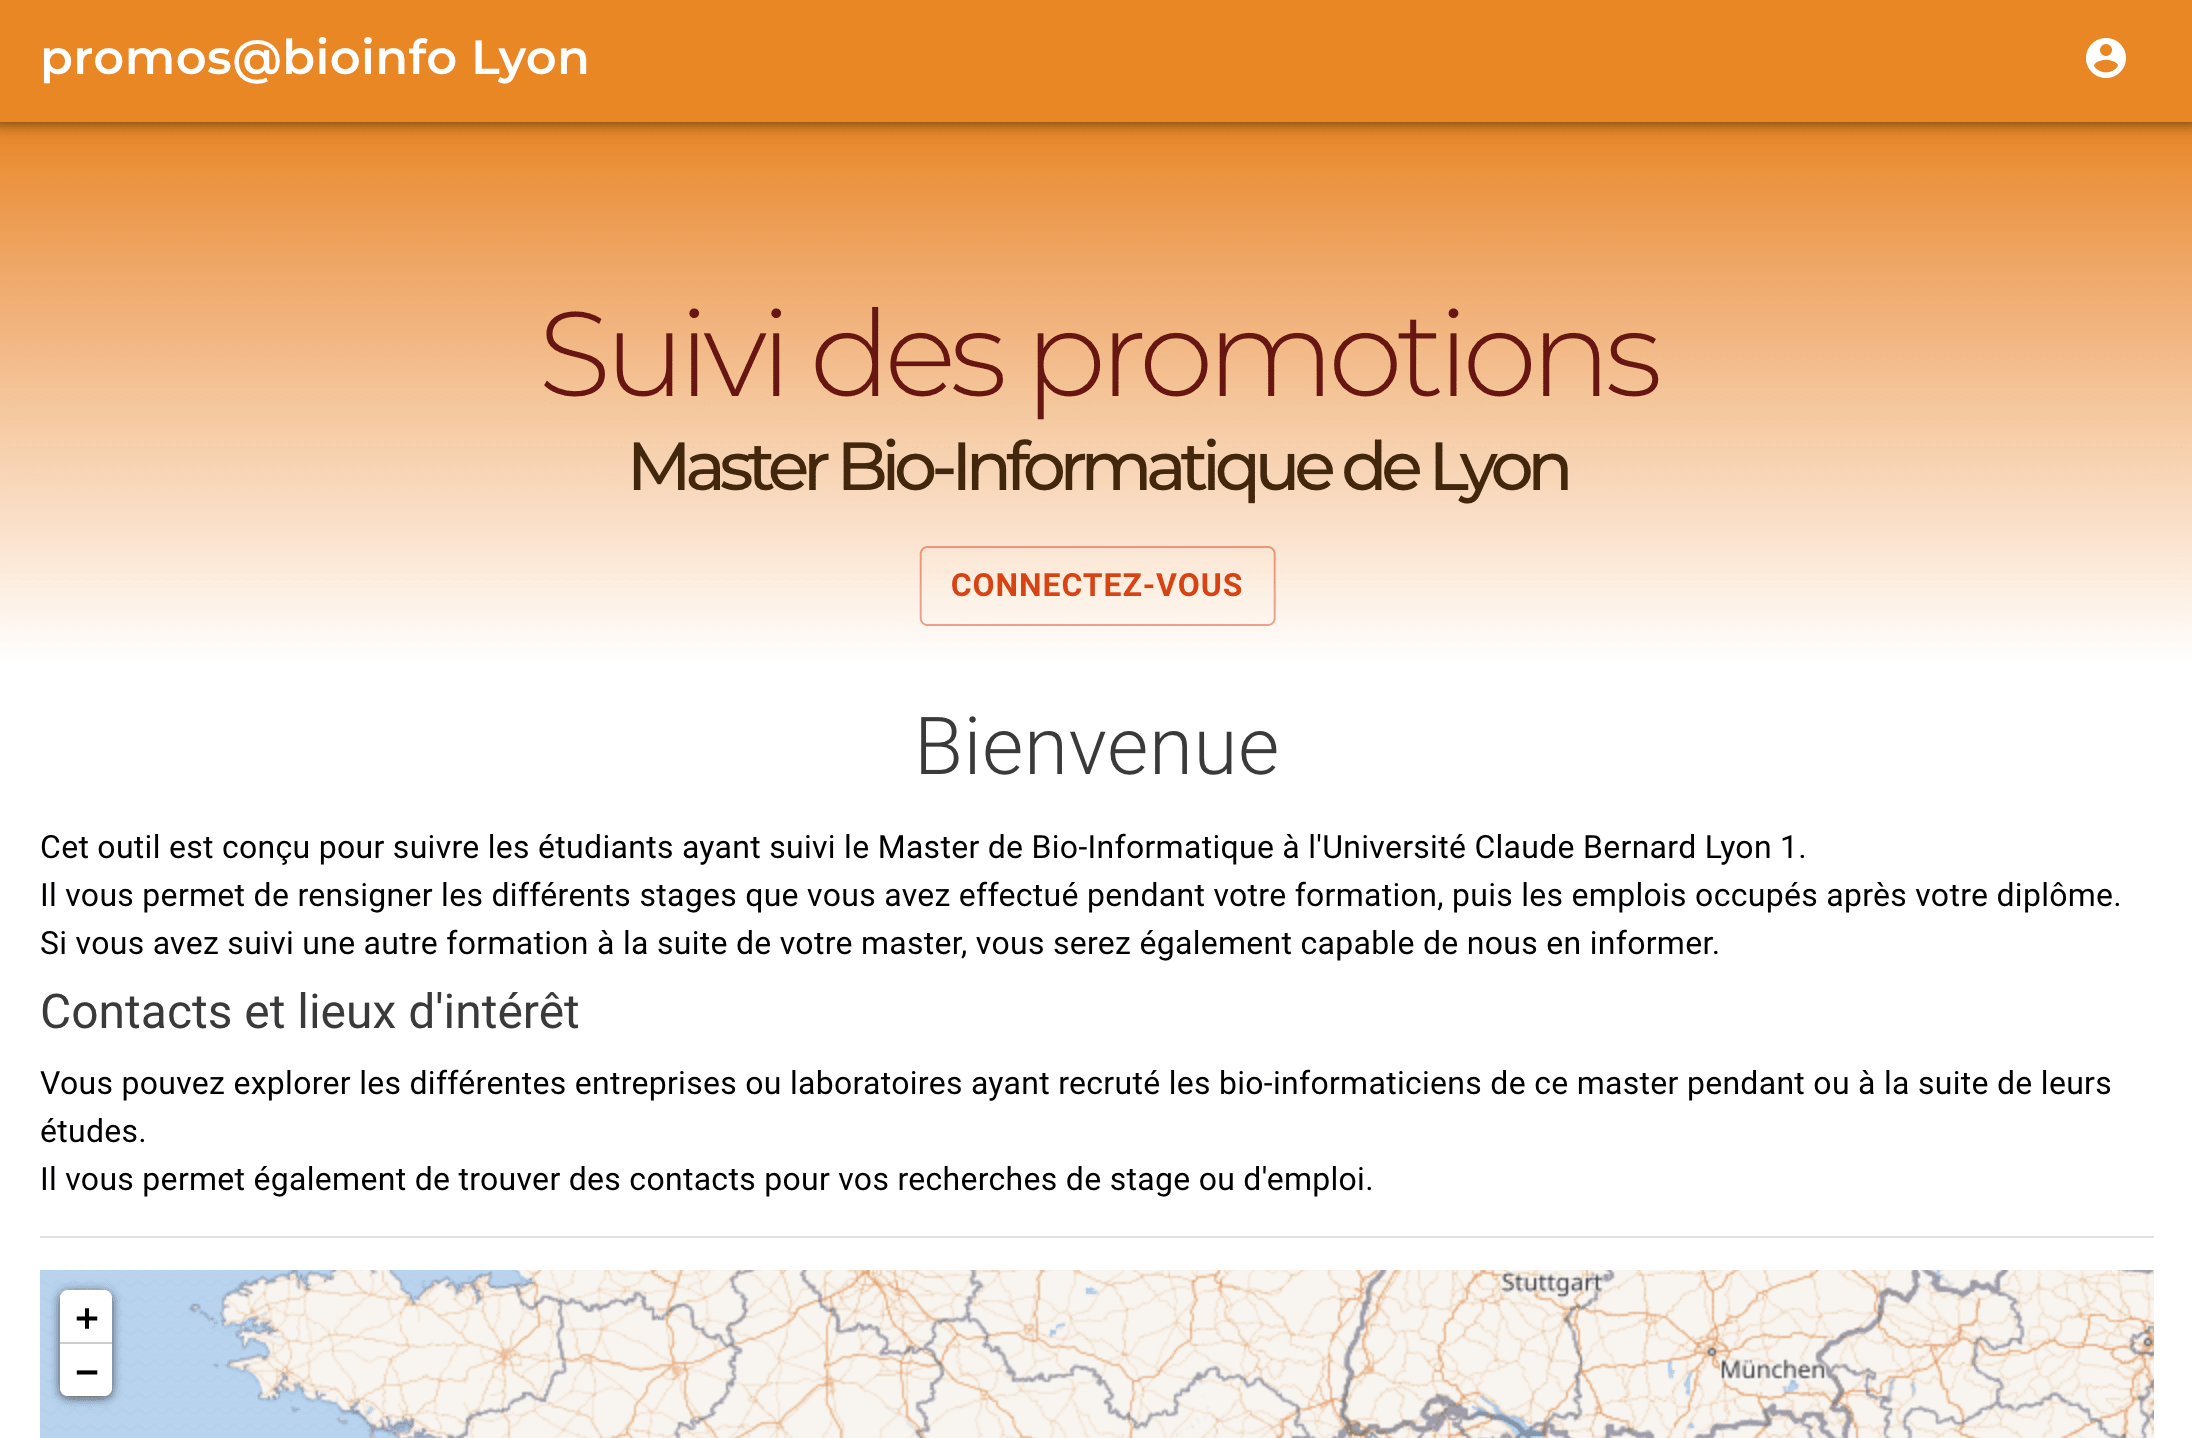 promos@bioinfo Lyon
Suivi des promotions
Master Bio-Informatique de Lyon
CONNECTEZ-VOUS
Bienvenue
Cet outil est conçu pour suivre les étudiants ayant suivi le Master de Bio-Informatique à l'Université Claude Bernard Lyon 1.
Il vous permet de rensigner les différents stages que vous avez effectué pendant votre formation, puis les emplois occupés après votre diplôme.
Si vous avez suivi une autre formation à la suite de votre master, vous serez également capable de nous en informer.
Contacts et lieux d'intérêt
Vous pouvez explorer les différentes entreprises ou laboratoires ayant recruté les bio-informaticiens de ce master pendant ou à la suite de leurs
études.
Il vous permet également de trouver des contacts pour vos recherches de stage ou d'emploi.
+
−
Stuttgart
München